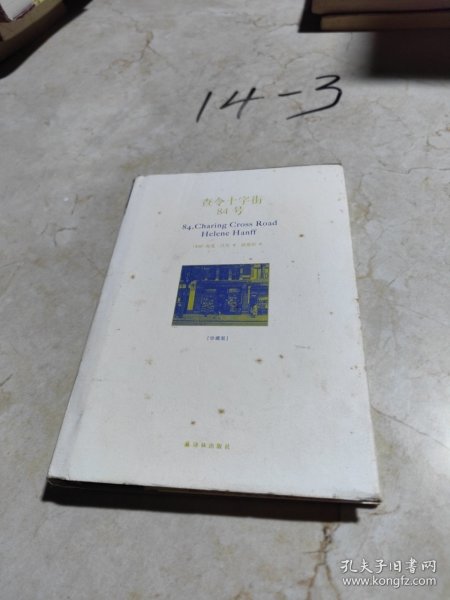 14-3
查令十字街
84号
84,Charing Cross Road
Helene Hanff
[珍藏版]
译林出版社
孔夫子旧书网
www.kongfz.com